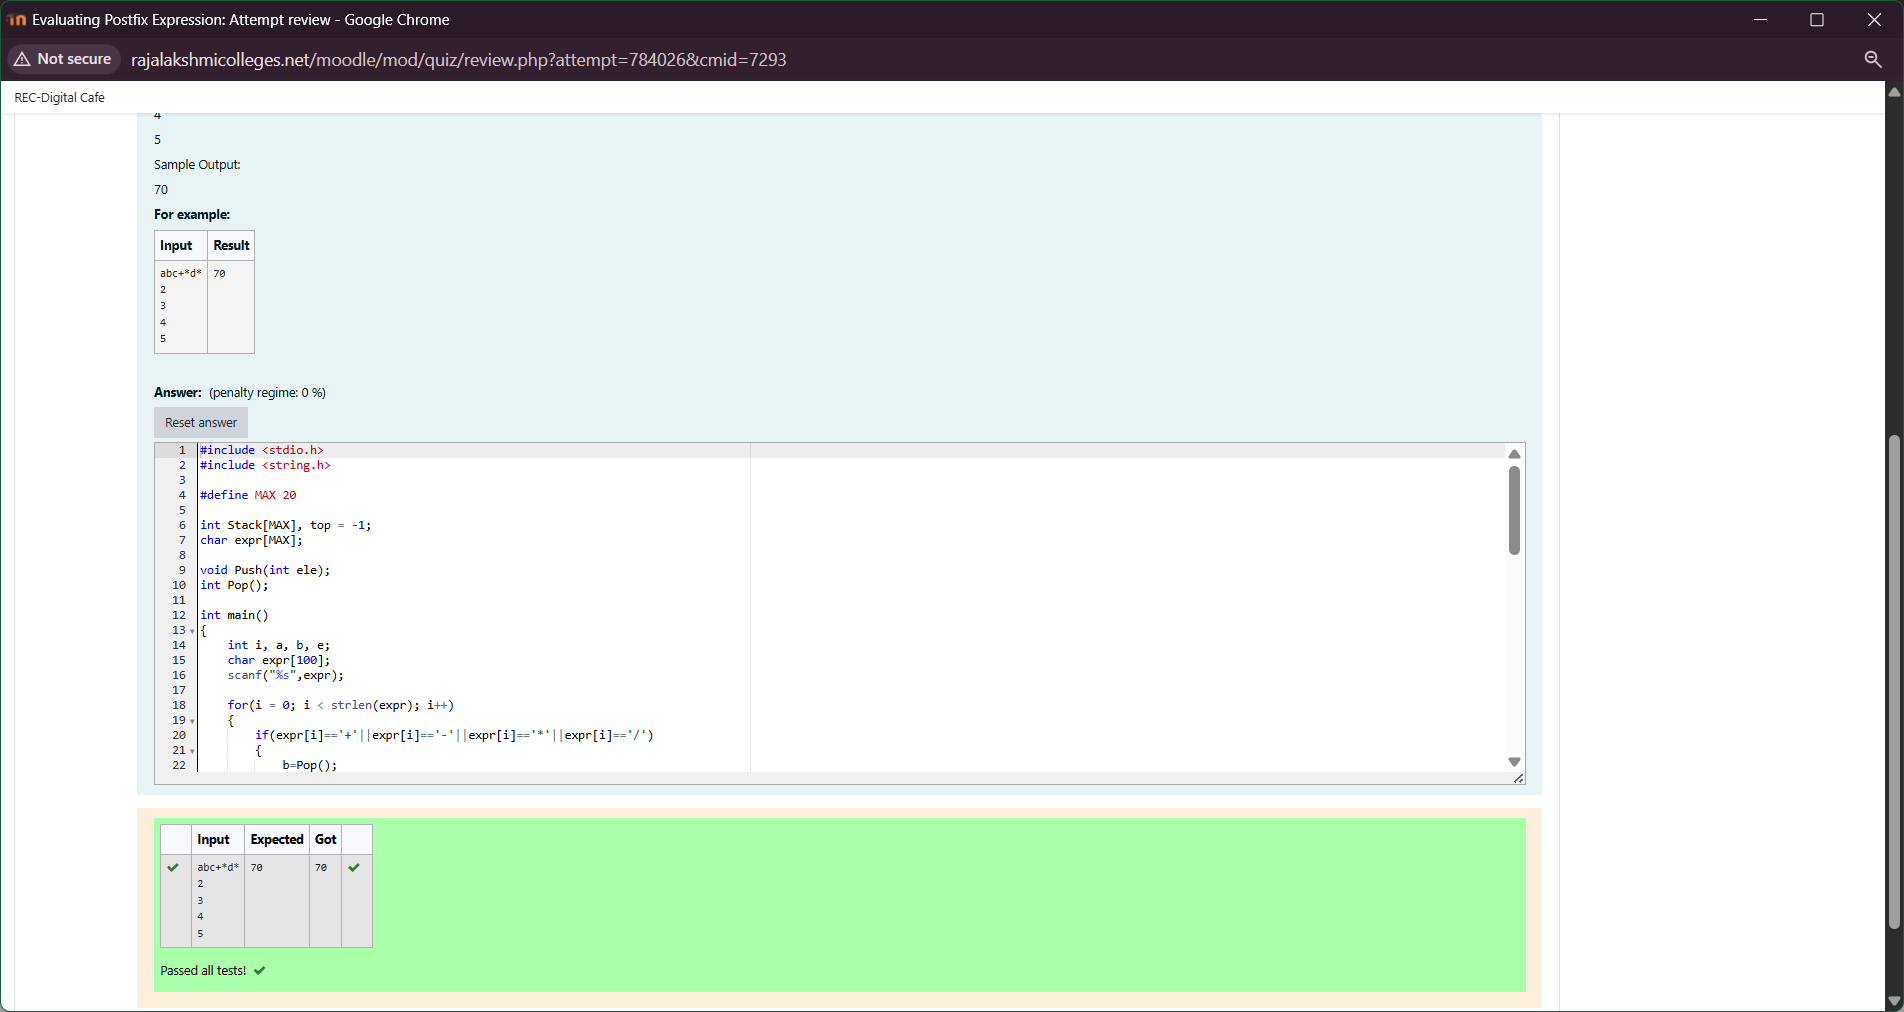 Evaluating Postfix Expression: Attempt review - Google Chrome
Not secure rajalakshmicolleges.net/moodle/mod/quiz/review.php?attempt=784026&cmid=7293
REC-Digital Cafe
4
5
Sample Output:
70
For example:
Input Result
abc+*d* 70
2
3
4
5
Answer: (penalty regime: 0 %)
Reset answer
1 #include <stdio.h>
2 #include <string.h>
3
4 #define MAX 20
5
6 int Stack[MAX], top = -1;
7 char expr[MAX];
8
9 void Push(int ele);
10 int Pop();
11
12 int main()
13 {
14     int i, a, b, e;
15     char expr[100];
16     scanf("%s",expr);
17
18     for(i = 0; i < strlen(expr); i++)
19     {
20         if(expr[i]=='+'||expr[i]=='-'||expr[i]=='*'||expr[i]=='/')
21         {
22             b=Pop();
Input Expected Got
abc+*d* 70 70
2
3
4
5
Passed all tests!